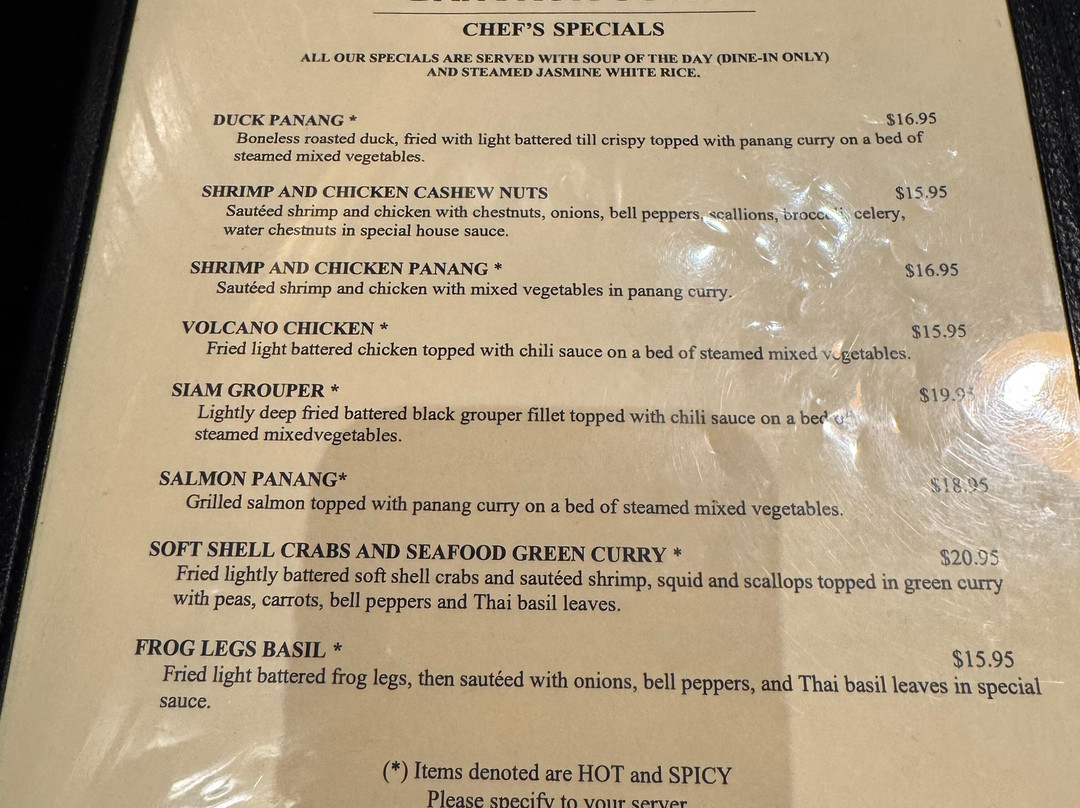 CHEF'S SPECIALS
ALL OUR SPECIALS ARE SERVED WITH SOUP OF THE DAY (DINE-IN ONLY)
AND STEAMED JASMINE WHITE RICE.
DUCK PANANG * $16.95
Boneless roasted duck, fried with light battered till crispy topped with panang curry on a bed of
steamed mixed vegetables.
SHRIMP AND CHICKEN CASHEW NUTS $15.95
Sautéed shrimp and chicken with chestnuts, onions, bell peppers, scallions, celery,
water chestnuts in special house sauce.
SHRIMP AND CHICKEN PANANG * $16.95
Sautéed shrimp and chicken with mixed vegetables in panang curry.
VOLCANO CHICKEN * $15.95
Fried light battered chicken topped with chili sauce on a bed of steamed mixed vegetables.
SIAM GROUPER *
Lightly deep fried battered black grouper fillet topped with chili sauce on a bed
steamed mixedvegetables.
SALMON PANANG* $18.95
Grilled salmon topped with panang curry on a bed of steamed mixed vegetables.
SOFT SHELL CRABS AND SEAFOOD GREEN CURRY * $20.95
Fried lightly battered soft shell crabs and sautéed shrimp, squid and scallops topped in green curry
with peas, carrots, bell peppers and Thai basil leaves.
FROG LEGS BASIL * $15.95
Fried light battered frog legs, then sautéed with onions, bell peppers, and Thai basil leaves in special
sauce.
(*) Items denoted are HOT and SPICY
Please specify to your server